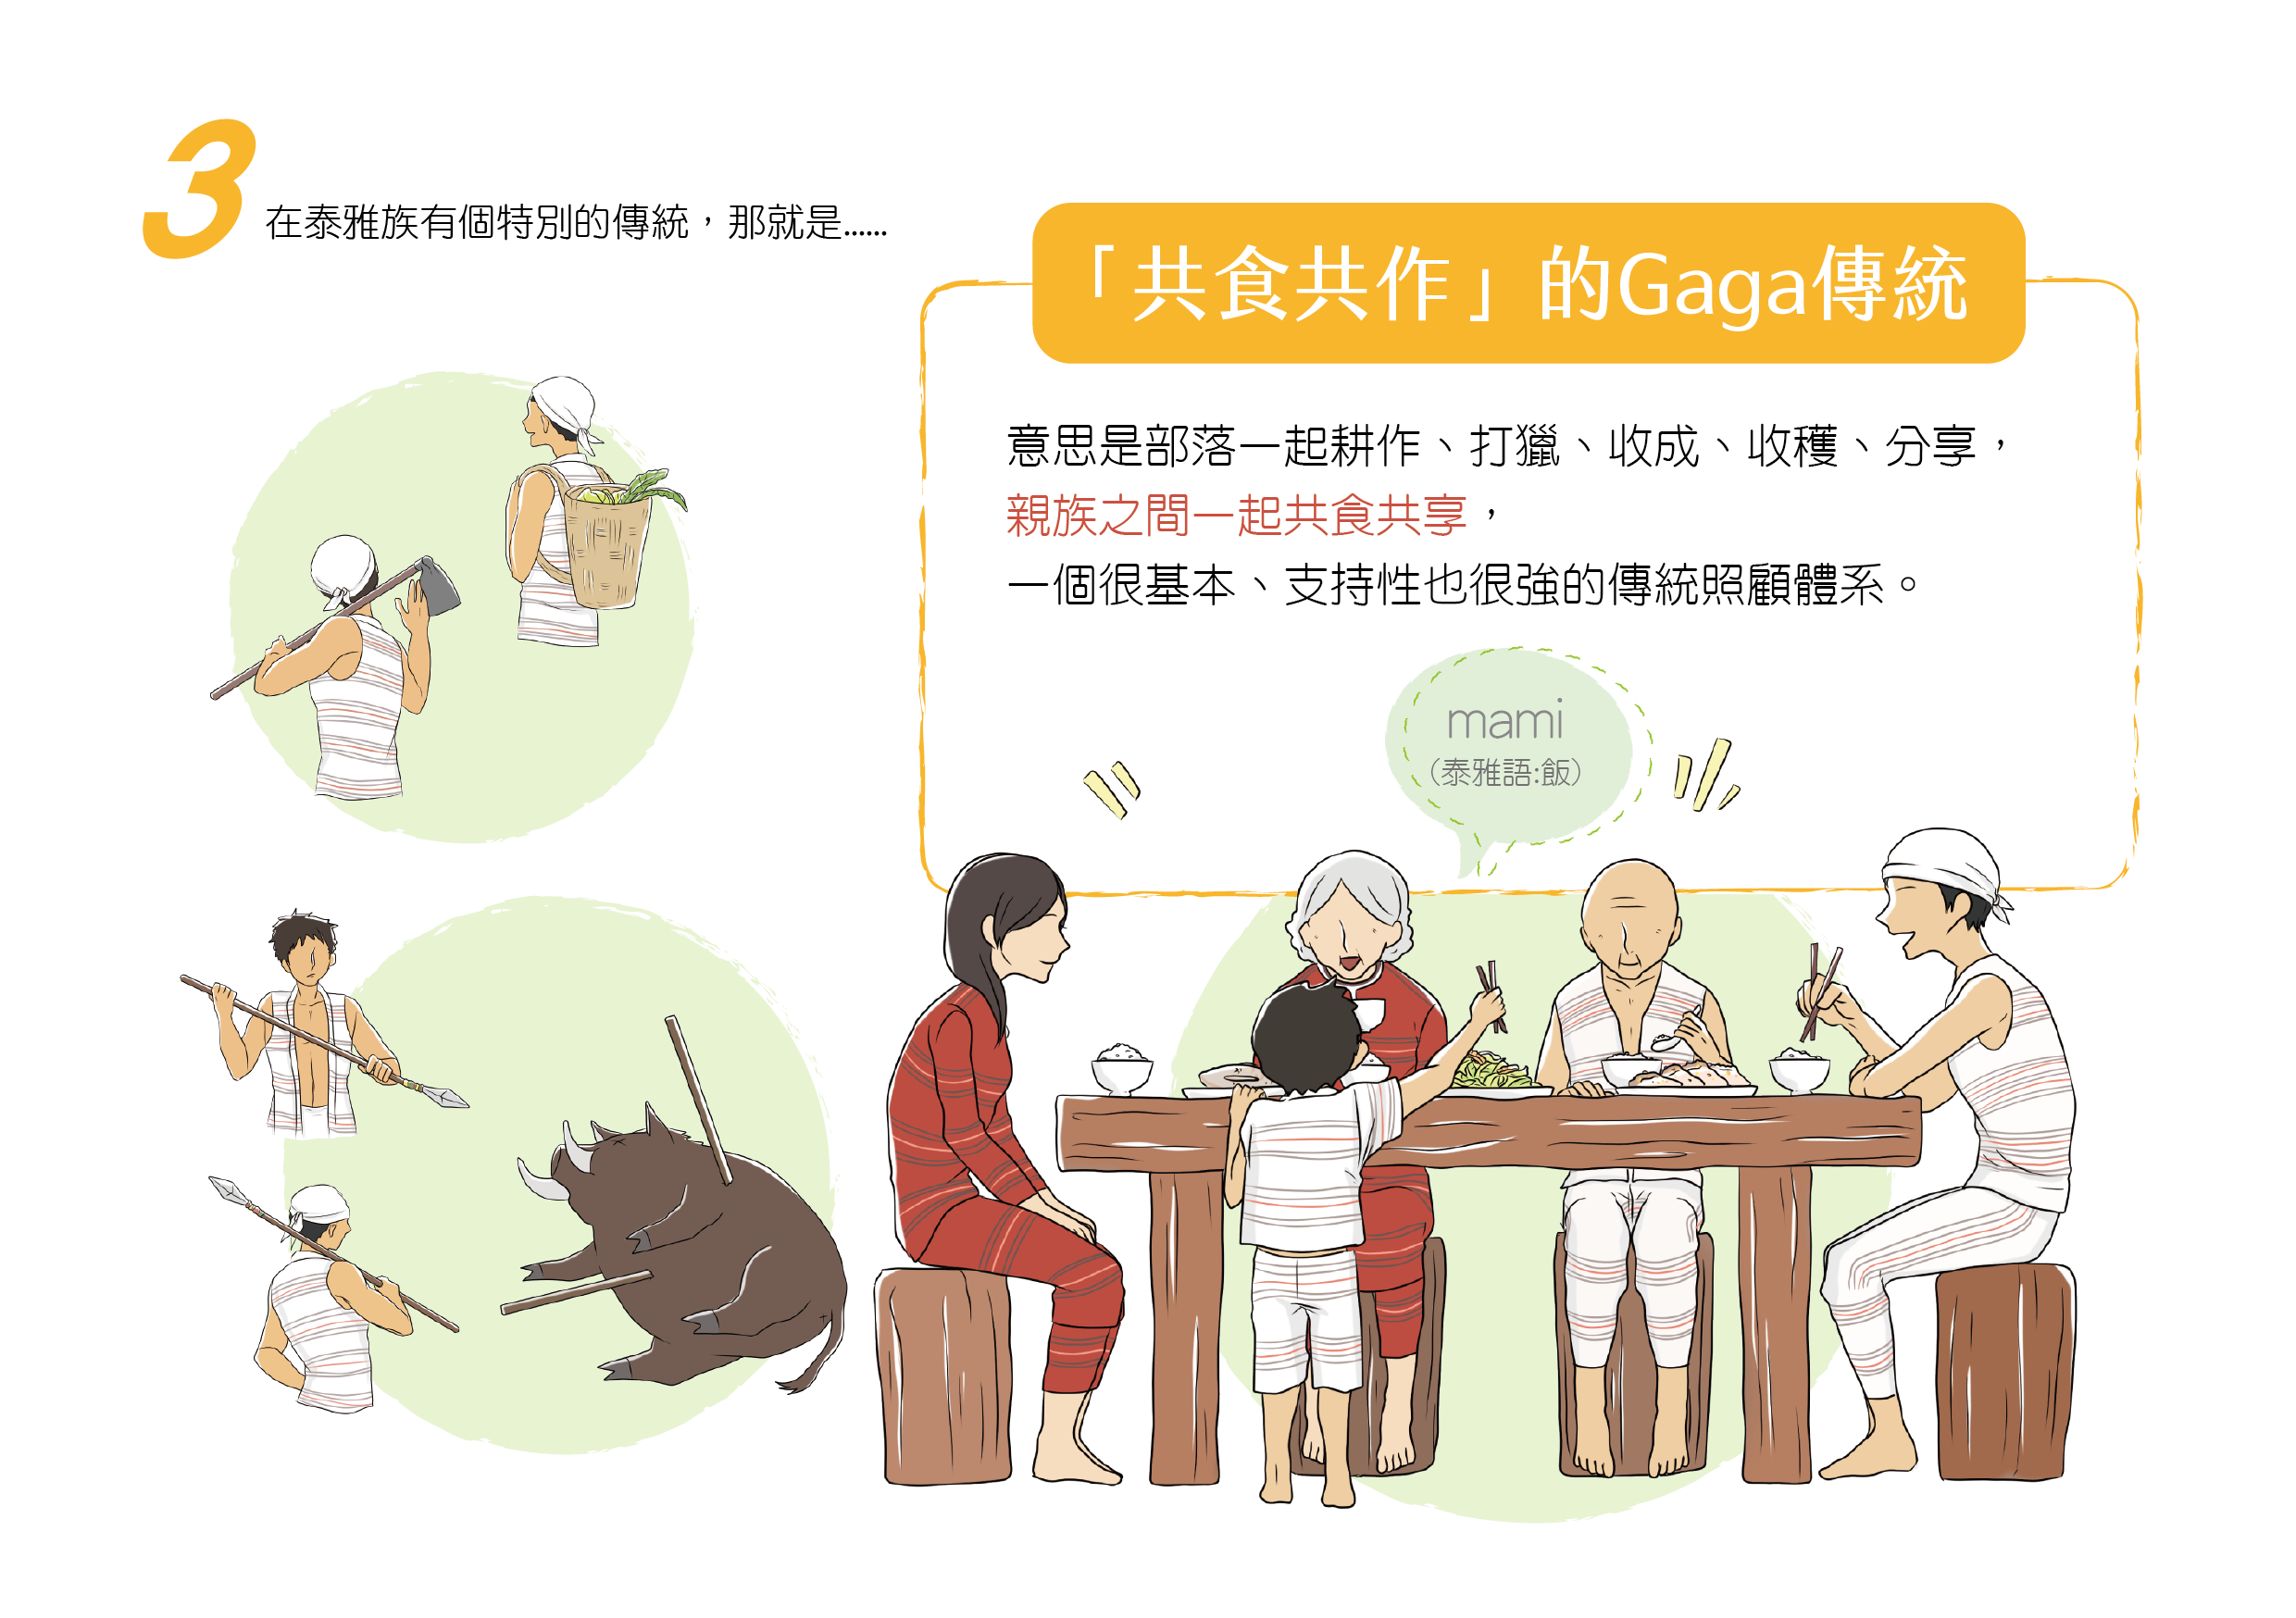 3
在泰雅族有個特別的傳統，那就是......
「共食共作」的Gaga傳統
意思是部落一起耕作、打獵、收成、收穫、分享，
親族之間一起共食共享，
一個很基本、支持性也很強的傳統照顧體系。
mami
（泰雅語:飯）